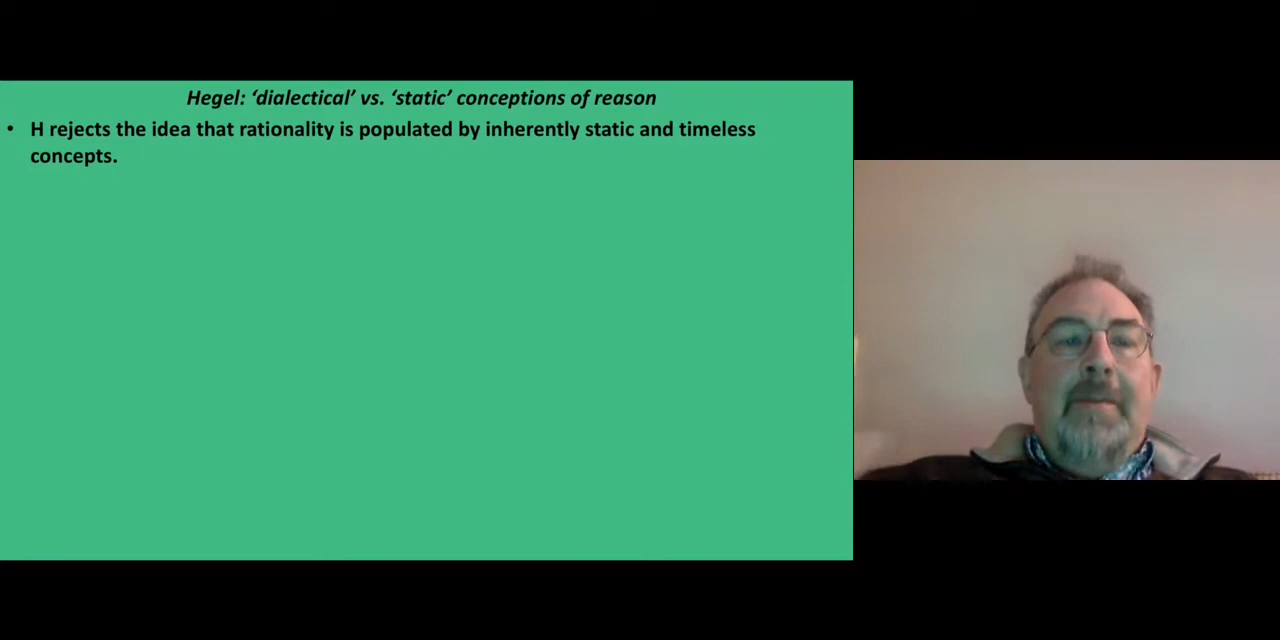 Hegel: ‘dialectical’ vs. ‘static’ conceptions of reason
• H rejects the idea that rationality is populated by inherently static and timeless
concepts.